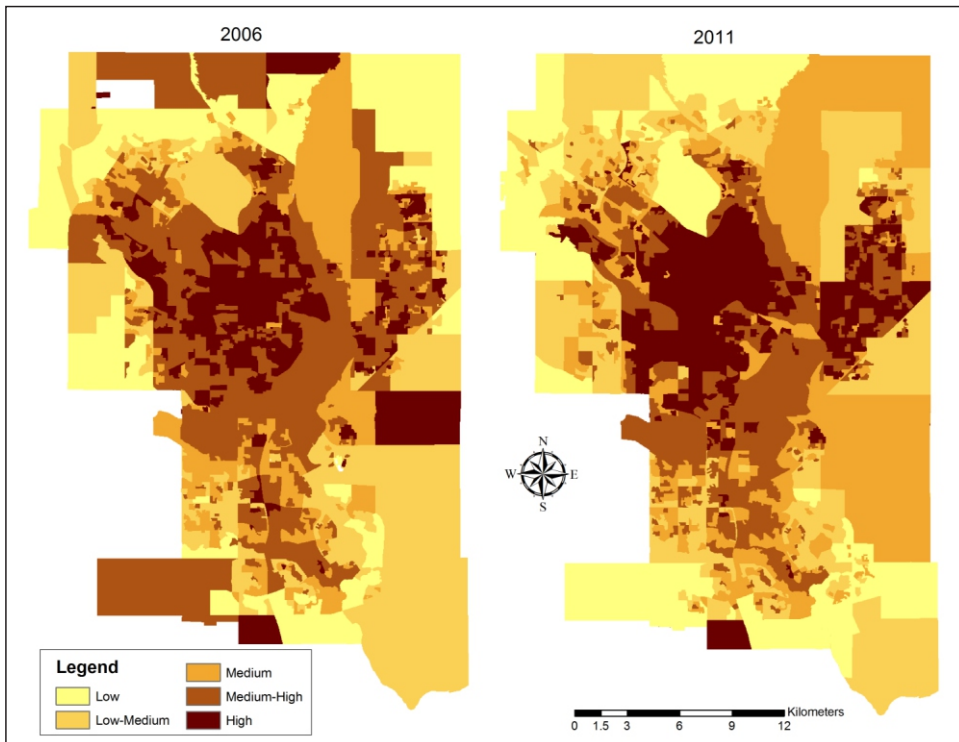 2006
2011
N
W E
S
Legend
Low
Low-Medium
Medium
Medium-High
High
Kilometers
0 1.5 3 6 9 12